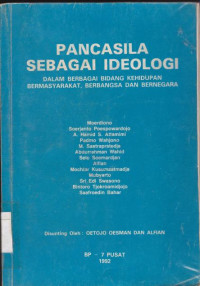 PANCASILA
SEBAGAI IDEOLOGI
DALAM BERBAGAI BIDANG KEHIDUPAN
BERMASYARAKAT, BERBANGSA DAN BERNEGARA
Moerdiono
Soerjanto Poespowardojo
A. Hamid S. Attamimi
Padmo Wahjono
M. Sastrapratedja
Abdurrahman Wahid
Selo Soemardjan
Alfian
Mochtar Kusumaatmadja
Mubyarto
Sri Edi Swasono
Bintoro Tjokroamidjojo
Saafroedin Bahar
Disunting Oleh : OETOJO OESMAN DAN ALFIAN
BP - 7 PUSAT
1992